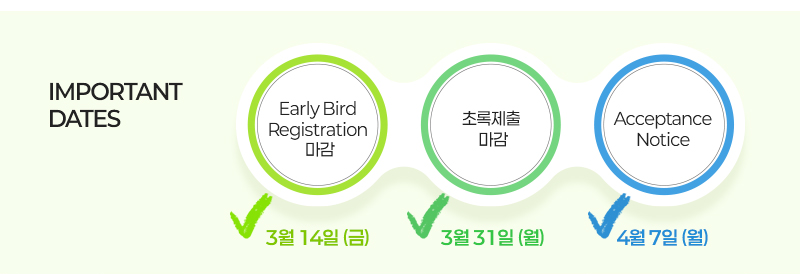 IMPORTANT
DATES
Early Bird
Registration
마감
초록제출
마감
Acceptance
Notice
3월 14일 (금)
3월 31일 (월)
4월 7일 (월)